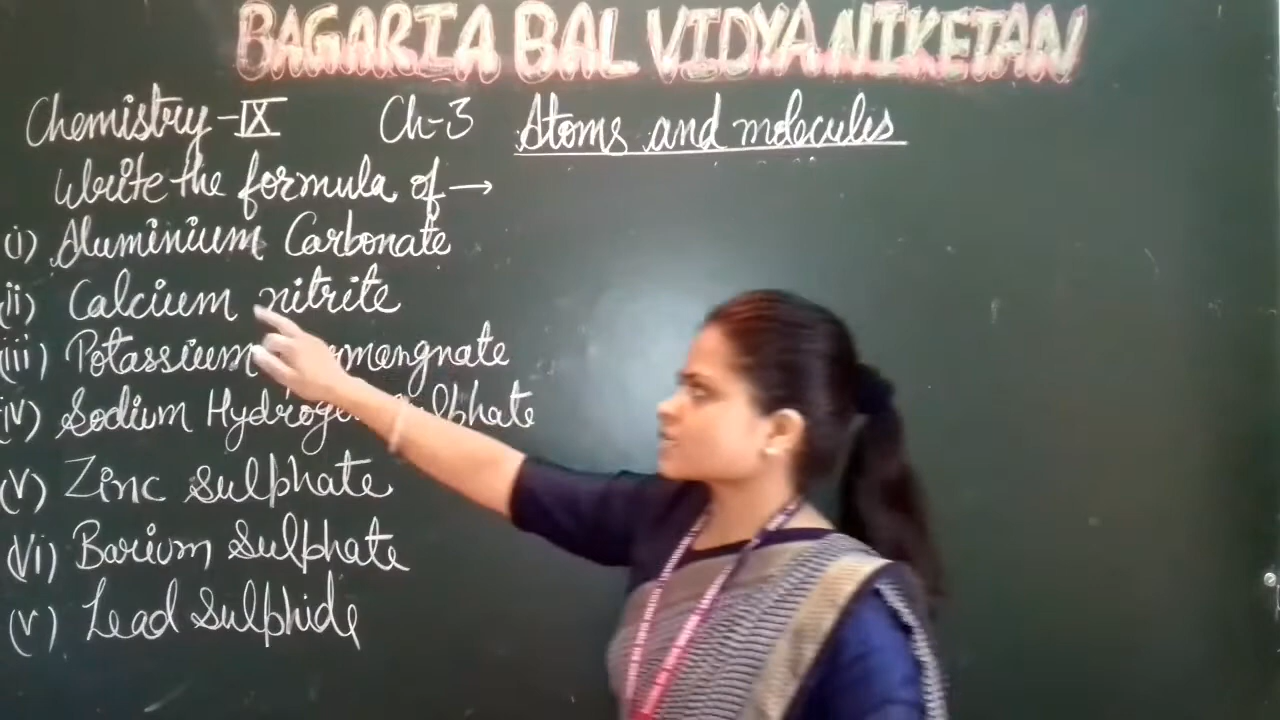 BAGARIA BAL VIDYA NIKETAN
Chemistry-IX Ch-3 Atoms and molecules
Write the formula of →
(i) Aluminium Carbonate
(ii) Calcium nitrite
(iii) Potassium
(iv) Sodium Hydrogen Sulphate
(v) Zinc sulphate
(vi) Barium Sulphate
(v) Lead sulphide